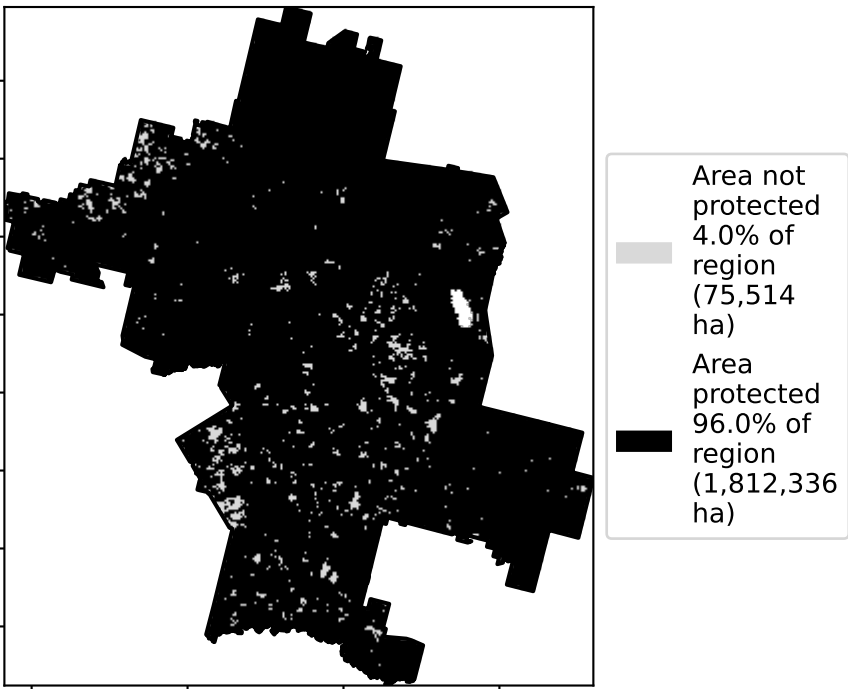 Area not
protected
4.0% of
region
(75,514
ha)
Area
protected
96.0% of
region
(1,812,336
ha)